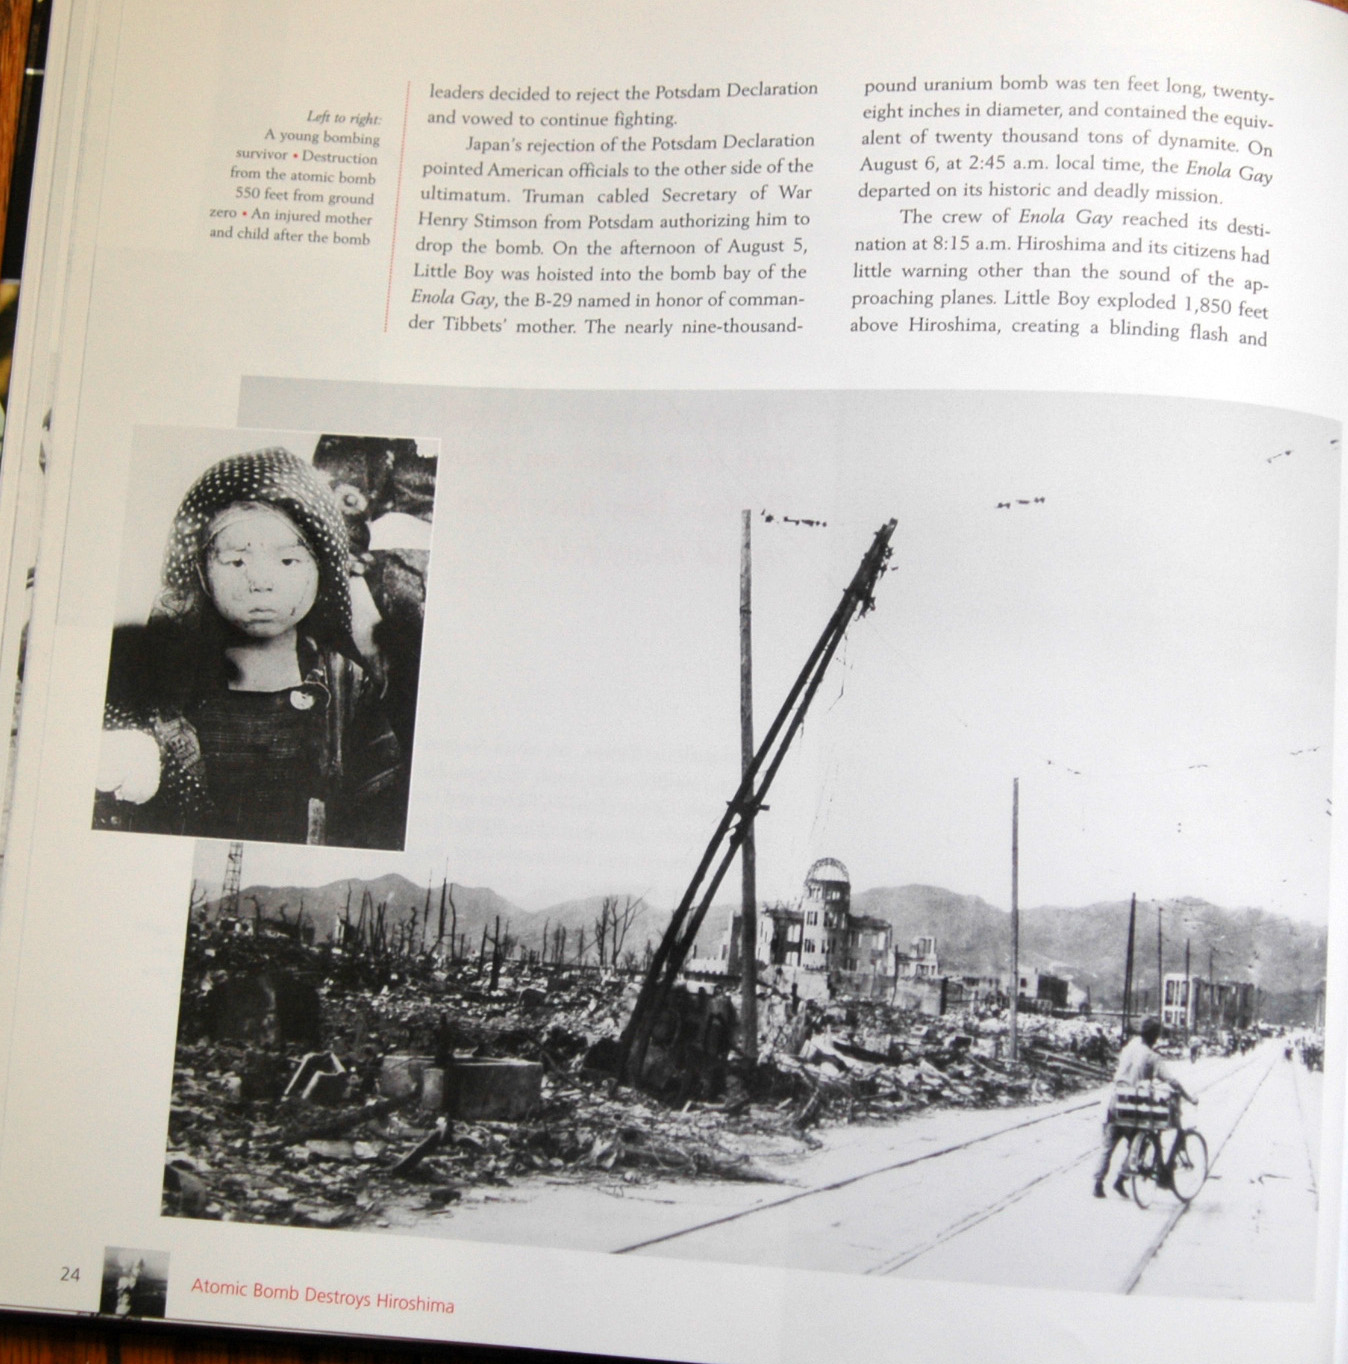 Left to right:
A young bombing
survivor • Destruction
from the atomic bomb
550 feet from ground
zero • An injured mother
and child after the bomb
leaders decided to reject the Potsdam Declaration
and vowed to continue fighting.
Japan's rejection of the Potsdam Declaration
pointed American officials to the other side of the
ultimatum. Truman cabled Secretary of War
Henry Stimson from Potsdam authorizing him to
drop the bomb. On the afternoon of August 5,
Little Boy was hoisted into the bomb bay of the
Enola Gay, the B-29 named in honor of comman-
der Tibbets' mother. The nearly nine-thousand-
pound uranium bomb was ten feet long, twenty-
eight inches in diameter, and contained the equiv-
alent of twenty thousand tons of dynamite. On
August 6, at 2:45 a.m. local time, the Enola Gay
departed on its historic and deadly mission.
The crew of Enola Gay reached its desti-
nation at 8:15 a.m. Hiroshima and its citizens had
little warning other than the sound of the ap-
proaching planes. Little Boy exploded 1,850 feet
above Hiroshima, creating a blinding flash and
24
Atomic Bomb Destroys Hiroshima